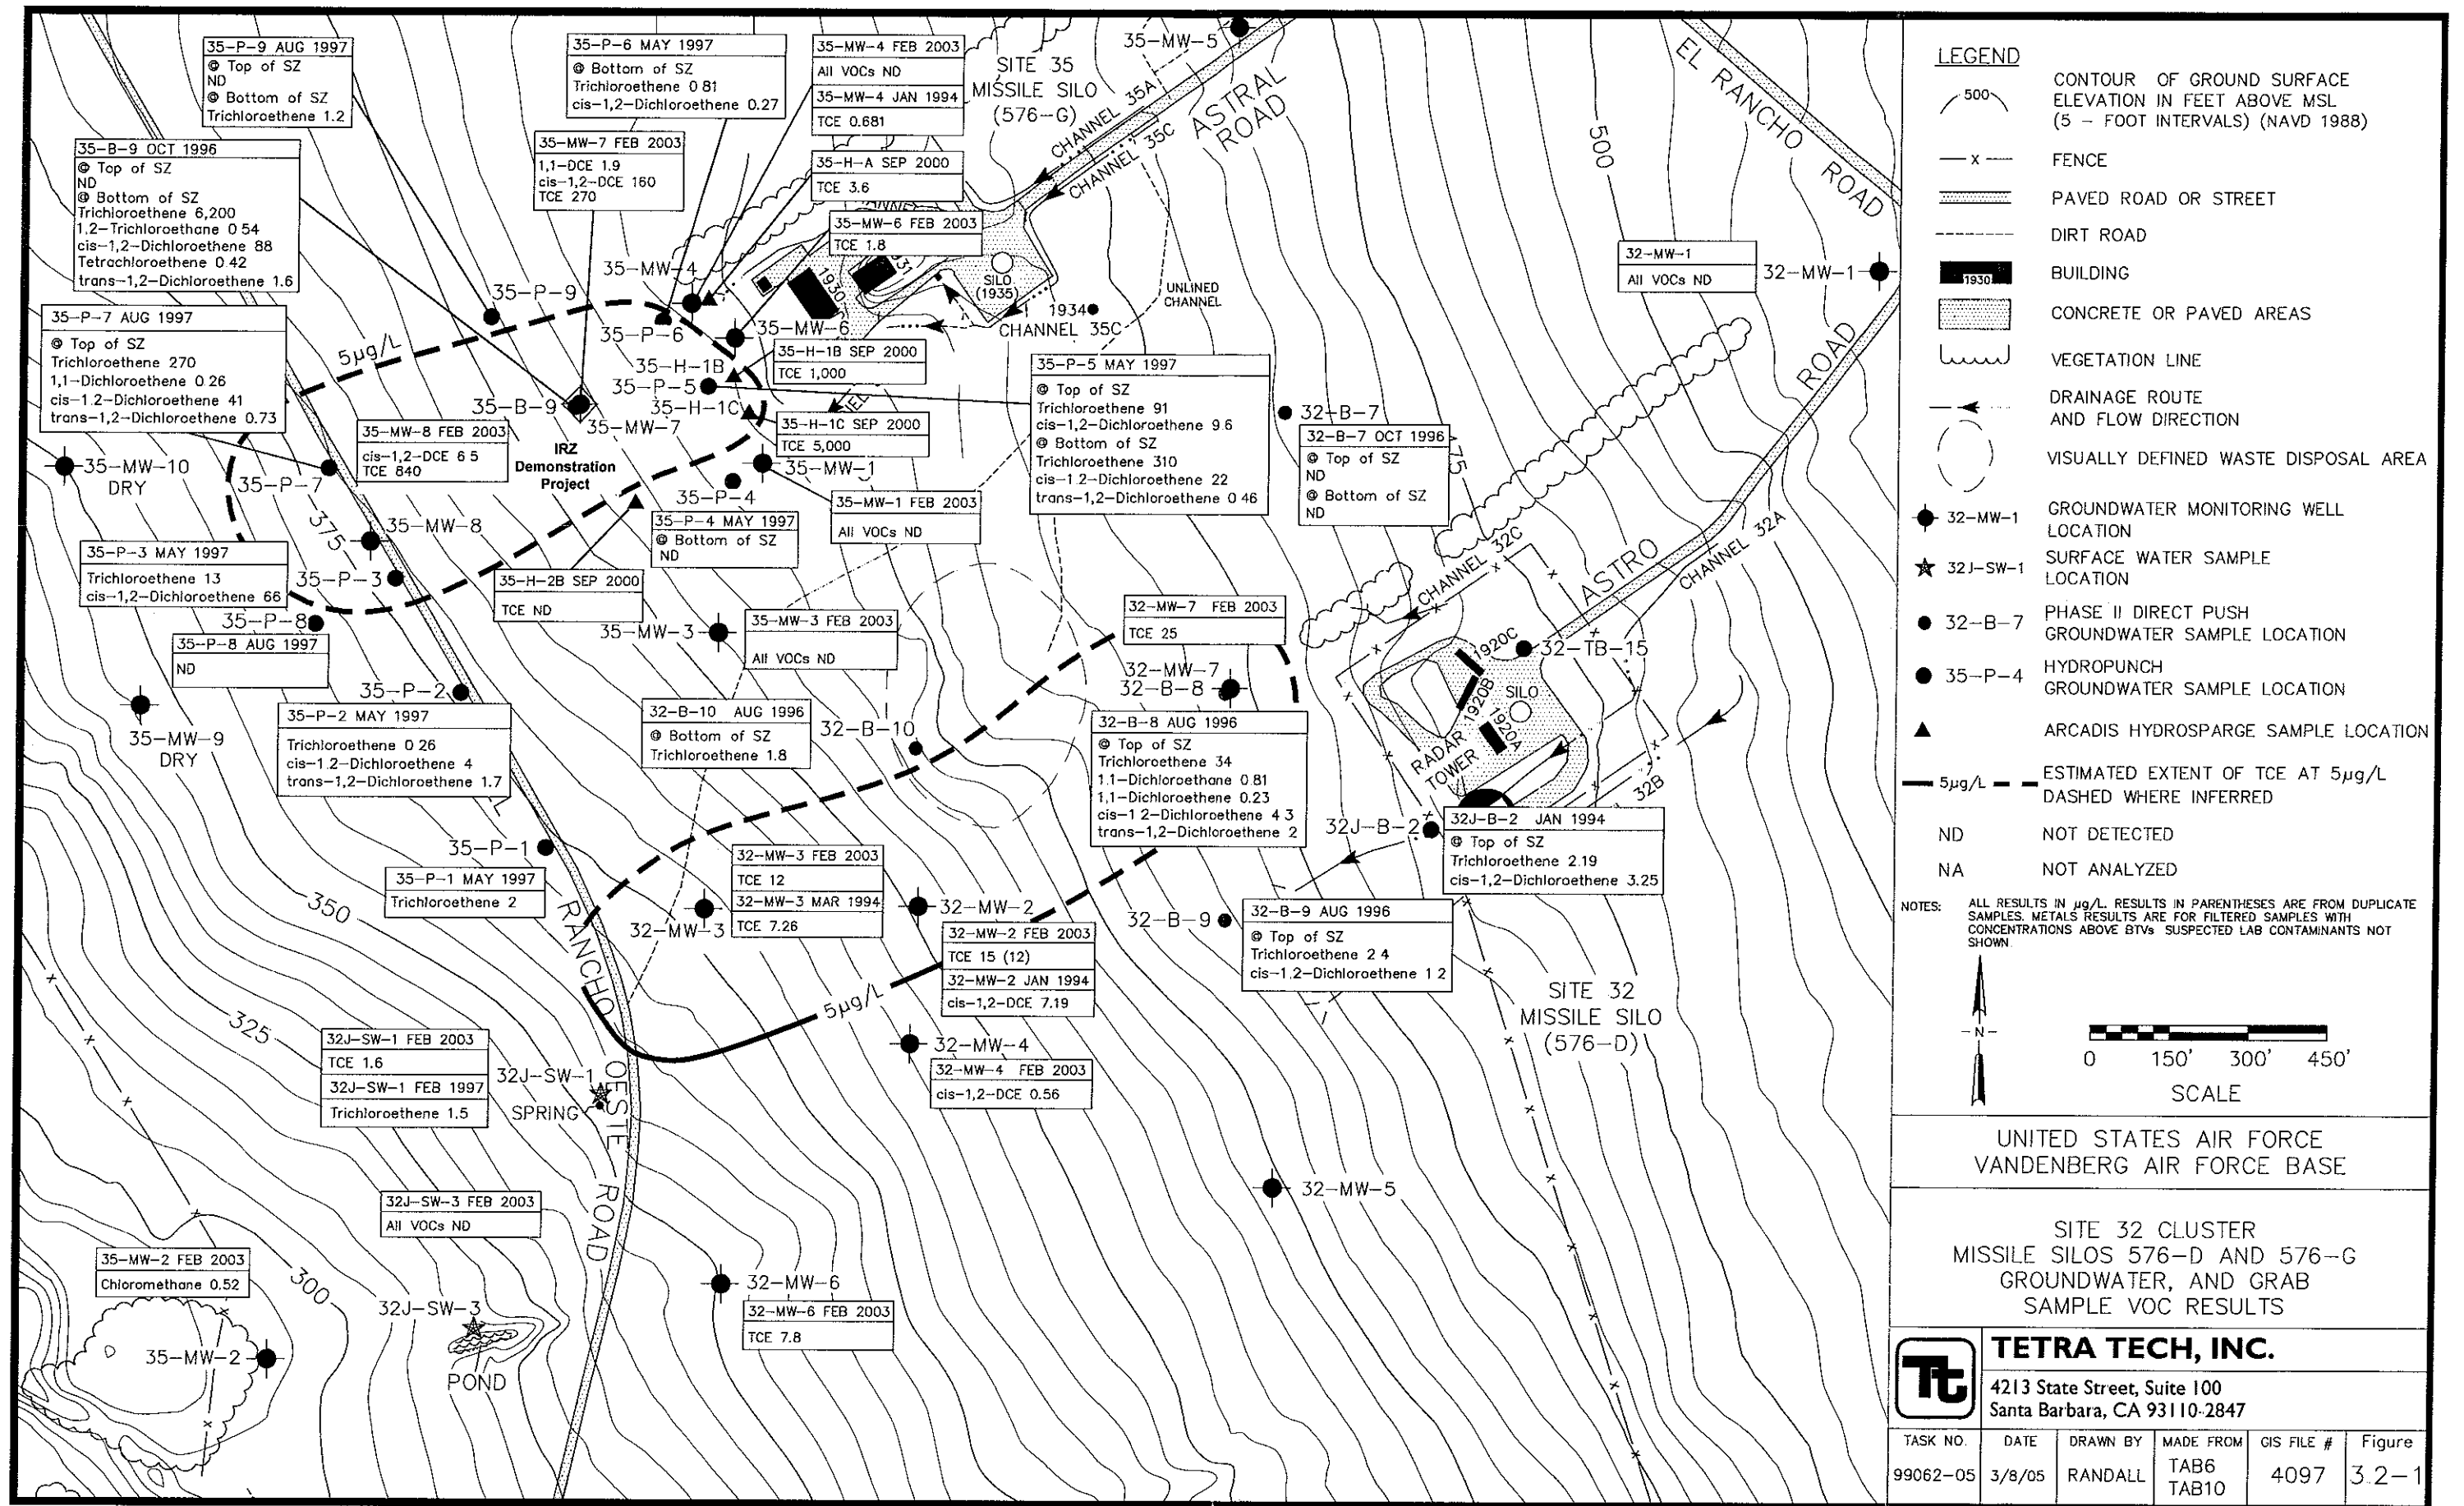 35-P-9 AUG 1997
@ Top of SZ
ND
@ Bottom of SZ
Trichloroethene 1.2
35-P-6 MAY 1997
@ Bottom of SZ
Trichloroethene 0 81
cis-1,2-Dichloroethene 0.27
35-MW-4 FEB 2003
All VOCs ND
35-MW-4 JAN 1994
TCE 0.681
35-MW-7 FEB 2003
1,1-DCE 1.9
cis-1,2-DCE 160
TCE 270
35-H-A SEP 2000
TCE 3.6
35-MW-6 FEB 2003
TCE 1.8
SITE 35
MISSILE SILO
(576-G)
35-MW-5
CHANNEL 35A
CHANNEL 35C
ASTRAL
ROAD
EL RANCHO ROAD
500
35-B-9 OCT 1996
@ Top of SZ
ND
@ Bottom of SZ
Trichloroethene 6,200
1,2-Trichloroethane 0 54
cis-1,2-Dichloroethene 88
Tetrachloroethene 0.42
trans-1,2-Dichloroethene 1.6
32-MW-1
All VOCs ND
32-MW-1
35-MW-4
35-P-9
35-P-6
35-MW-6
1930
1931
SILO
(1935)
1934
CHANNEL 35C
UNLINED
CHANNEL
5µg/L
35-P-7 AUG 1997
@ Top of SZ
Trichloroethene 270
1,1-Dichloroethene 0 26
cis-1.2-Dichloroethene 41
trans-1,2-Dichloroethene 0.73
35-H-1B
35-H-1B SEP 2000
TCE 1,000
35-P-5
35-H-1C
35-H-1C SEP 2000
TCE 5,000
35-B-9
35-MW-7
IRZ
Demonstration
Project
35-MW-8 FEB 2003
cis-1,2-DCE 6 5
TCE 840
35-P-5 MAY 1997
@ Top of SZ
Trichloroethene 91
cis-1,2-Dichloroethene 9.6
@ Bottom of SZ
Trichloroethene 310
cis-1.2-Dichloroethene 22
trans-1,2-Dichloroethene 0 46
32-B-7
32-B-7 OCT 1996
@ Top of SZ
ND
@ Bottom of SZ
ND
ROAD
35-MW-10
DRY
35-P-7
35-MW-1
35-P-4
35-MW-1 FEB 2003
All VOCs ND
35-P-4 MAY 1997
@ Bottom of SZ
ND
375
35-MW-8
35-P-3 MAY 1997
Trichloroethene 13
cis-1,2-Dichloroethene 66
35-P-3
35-H-2B SEP 2000
TCE ND
35-P-8
35-P-8 AUG 1997
ND
35-MW-3
35-MW-3 FEB 2003
All VOCs ND
32-MW-7 FEB 2003
TCE 25
32-MW-7
32-B-8
CHANNEL 32C
ASTRO
CHANNEL 32A
1920C
32-TB-15
1920B
SILO
1920A
RADAR
TOWER
32B
35-MW-9
DRY
35-P-2
35-P-2 MAY 1997
Trichloroethene 0 26
cis-1.2-Dichloroethene 4
trans-1,2-Dichloroethene 1.7
32-B-10 AUG 1996
@ Bottom of SZ
Trichloroethene 1.8
32-B-10
32-B-8 AUG 1996
@ Top of SZ
Trichloroethene 34
1.1-Dichloroethane 0.81
1,1-Dichloroethene 0.23
cis-1 2-Dichloroethene 4 3
trans-1,2-Dichloroethene 2
32J-B-2
32J-B-2 JAN 1994
@ Top of SZ
Trichloroethene 2.19
cis-1,2-Dichloroethene 3.25
35-P-1
35-P-1 MAY 1997
Trichloroethene 2
350
RANCHO
32-MW-3 FEB 2003
TCE 12
32-MW-3 MAR 1994
TCE 7.26
32-MW-3
32-MW-2
32-MW-2 FEB 2003
TCE 15 (12)
32-MW-2 JAN 1994
cis-1,2-DCE 7.19
32-B-9
32-B-9 AUG 1996
@ Top of SZ
Trichloroethene 2 4
cis-1.2-Dichloroethene 1 2
SITE 32
MISSILE SILO
(576-D)
5µg/L
325
32J-SW-1 FEB 2003
TCE 1.6
32J-SW-1 FEB 1997
Trichloroethene 1.5
32J-SW-1
SPRING
OESTE ROAD
32-MW-4
32-MW-4 FEB 2003
cis-1,2-DCE 0.56
32-MW-5
32J-SW-3 FEB 2003
All VOCs ND
35-MW-2 FEB 2003
Chloromethane 0.52
300
32J-SW-3
POND
35-MW-2
32-MW-6
32-MW-6 FEB 2003
TCE 7.8
LEGEND
500
CONTOUR OF GROUND SURFACE
ELEVATION IN FEET ABOVE MSL
(5 - FOOT INTERVALS) (NAVD 1988)
FENCE
PAVED ROAD OR STREET
DIRT ROAD
1930
BUILDING
CONCRETE OR PAVED AREAS
VEGETATION LINE
DRAINAGE ROUTE
AND FLOW DIRECTION
VISUALLY DEFINED WASTE DISPOSAL AREA
32-MW-1
GROUNDWATER MONITORING WELL
LOCATION
32J-SW-1
SURFACE WATER SAMPLE
LOCATION
32-B-7
PHASE II DIRECT PUSH
GROUNDWATER SAMPLE LOCATION
35-P-4
HYDROPUNCH
GROUNDWATER SAMPLE LOCATION
ARCADIS HYDROSPARGE SAMPLE LOCATION
5µg/L
ESTIMATED EXTENT OF TCE AT 5µg/L
DASHED WHERE INFERRED
ND NOT DETECTED
NA NOT ANALYZED
NOTES: ALL RESULTS IN µg/L. RESULTS IN PARENTHESES ARE FROM DUPLICATE
SAMPLES. METALS RESULTS ARE FOR FILTERED SAMPLES WITH
CONCENTRATIONS ABOVE BTVs SUSPECTED LAB CONTAMINANTS NOT
SHOWN.
N
0 150' 300' 450'
SCALE
UNITED STATES AIR FORCE
VANDENBERG AIR FORCE BASE
SITE 32 CLUSTER
MISSILE SILOS 576-D AND 576-G
GROUNDWATER, AND GRAB
SAMPLE VOC RESULTS
Tt
TETRA TECH, INC.
4213 State Street, Suite 100
Santa Barbara, CA 93110-2847
TASK NO. DATE DRAWN BY MADE FROM GIS FILE # Figure
99062-05 3/8/05 RANDALL TAB6 TAB10 4097 3.2-1